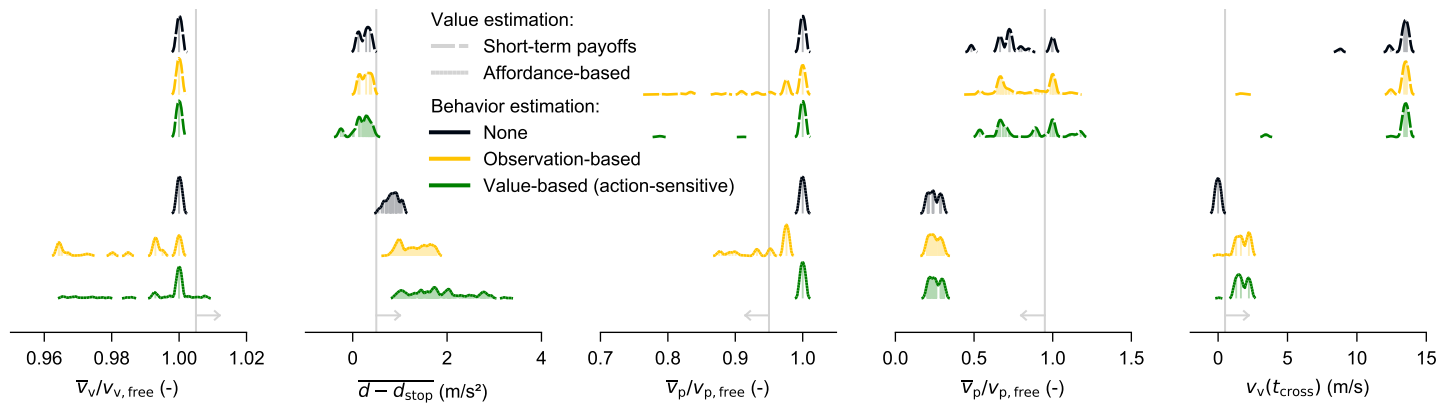 Value estimation:
Short-term payoffs
Affordance-based
Behavior estimation:
None
Observation-based
Value-based (action-sensitive)
0.96 0.98 1.00 1.02
0 2 4
0.7 0.8 0.9 1.0
0.0 0.5 1.0 1.5
0 5 10 15
v̅ᵥ/vᵥ, free (-)
d − d_stop (m/s²)
v̅ₚ/vₚ, free (-)
v̅ₚ/vₚ, free (-)
vᵥ(t_cross) (m/s)